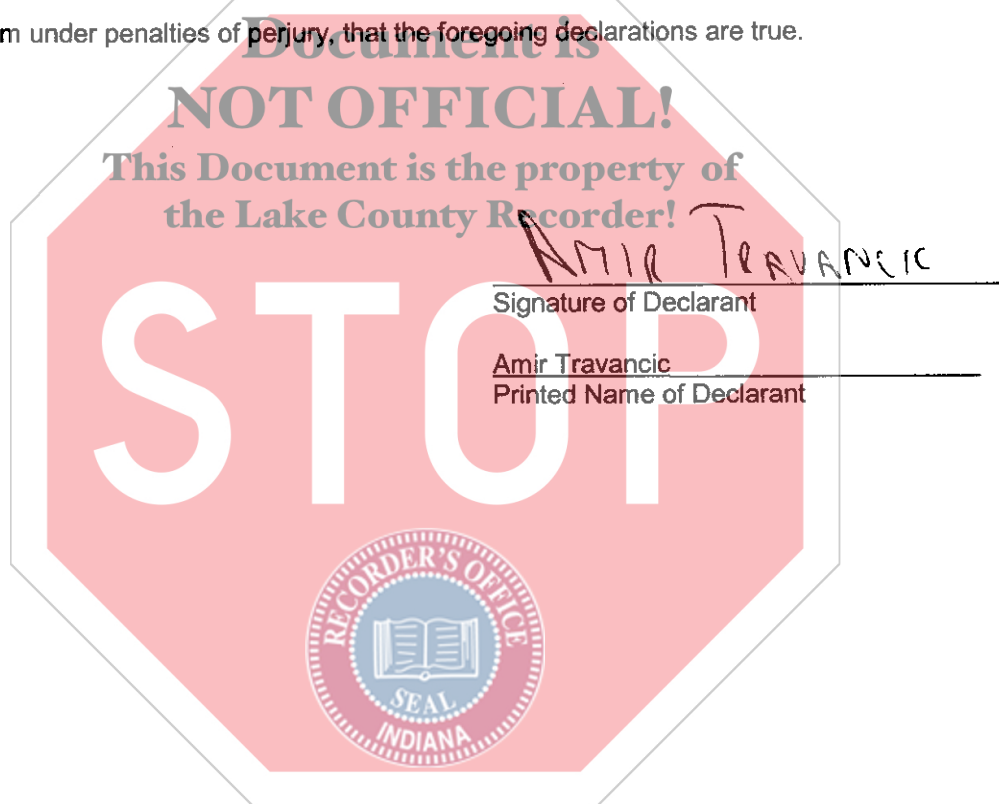 m under penalties of perjury, that the foregoing declarations are true.
Document is
NOT OFFICIAL!
This Document is the property of
the Lake County Recorder!
AMIR TRAVANCIC
Signature of Declarant
Amir Travancic
Printed Name of Declarant
STOP
RECORDER'S OFFICE
SEAL
INDIANA